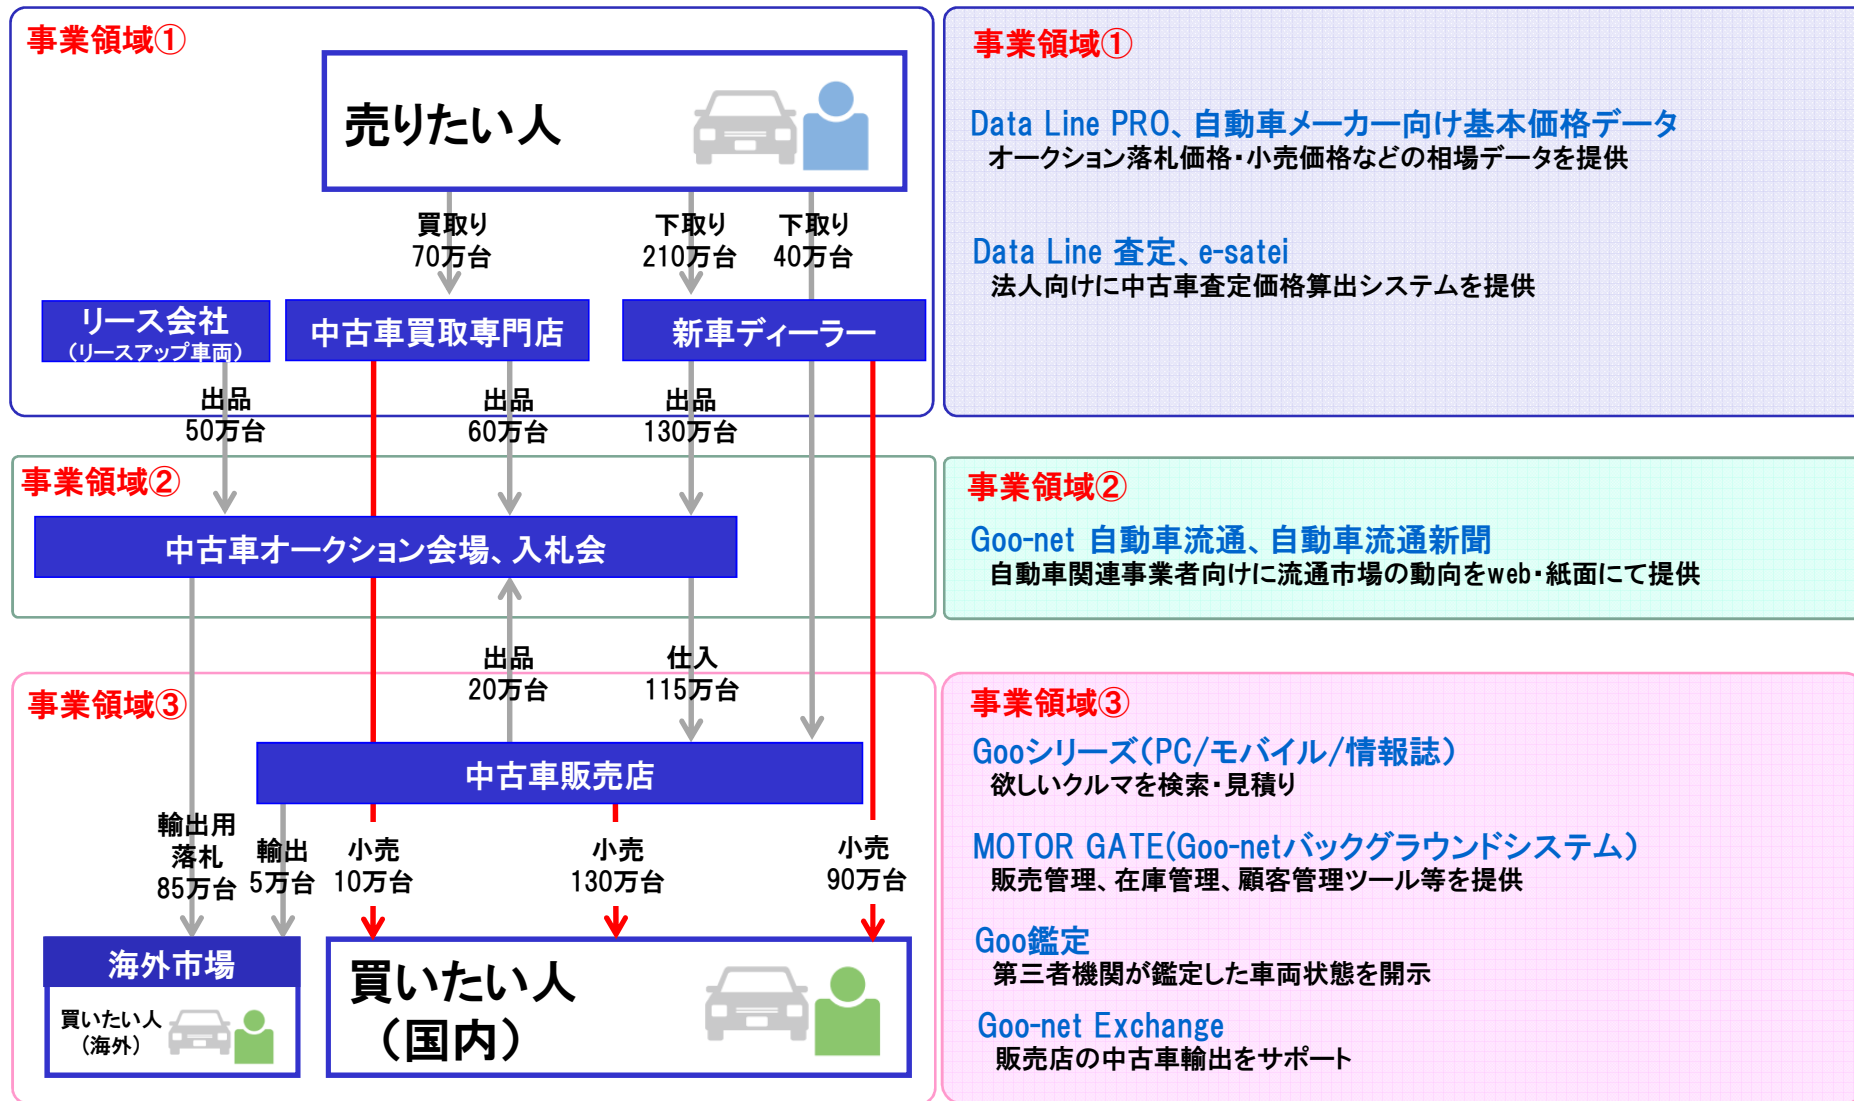 事業領域①
売りたい人
買取り
70万台
下取り
210万台
下取り
40万台
リース会社
（リースアップ車両）
中古車買取専門店
新車ディーラー
出品
50万台
出品
60万台
出品
130万台
事業領域②
中古車オークション会場、入札会
出品
20万台
仕入
115万台
事業領域③
中古車販売店
輸出用
落札
85万台
輸出
5万台
小売
10万台
小売
130万台
小売
90万台
海外市場
買いたい人
（海外）
買いたい人
（国内）
事業領域①
Data Line PRO、自動車メーカー向け基本価格データ
オークション落札価格・小売価格などの相場データを提供
Data Line 査定、e-satei
法人向けに中古車査定価格算出システムを提供
事業領域②
Goo-net 自動車流通、自動車流通新聞
自動車関連事業者向けに流通市場の動向をweb・紙面にて提供
事業領域③
Gooシリーズ（PC/モバイル/情報誌）
欲しいクルマを検索・見積り
MOTOR GATE(Goo-netバックグラウンドシステム）
販売管理、在庫管理、顧客管理ツール等を提供
Goo鑑定
第三者機関が鑑定した車両状態を開示
Goo-net Exchange
販売店の中古車輸出をサポート